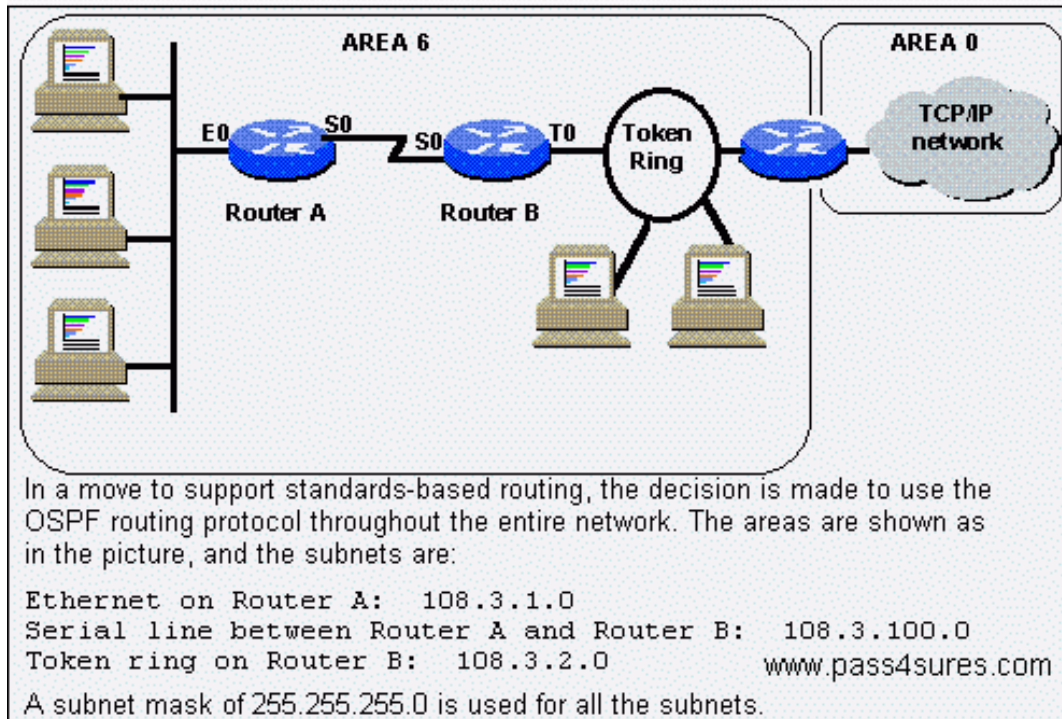 AREA 6
AREA 0
E0
S0
S0
T0
Token
Ring
TCP/IP
network
Router A
Router B
In a move to support standards-based routing, the decision is made to use the
OSPF routing protocol throughout the entire network. The areas are shown as
in the picture, and the subnets are:
Ethernet on Router A: 108.3.1.0
Serial line between Router A and Router B: 108.3.100.0
Token ring on Router B: 108.3.2.0
www.pass4sures.com
A subnet mask of 255.255.255.0 is used for all the subnets.